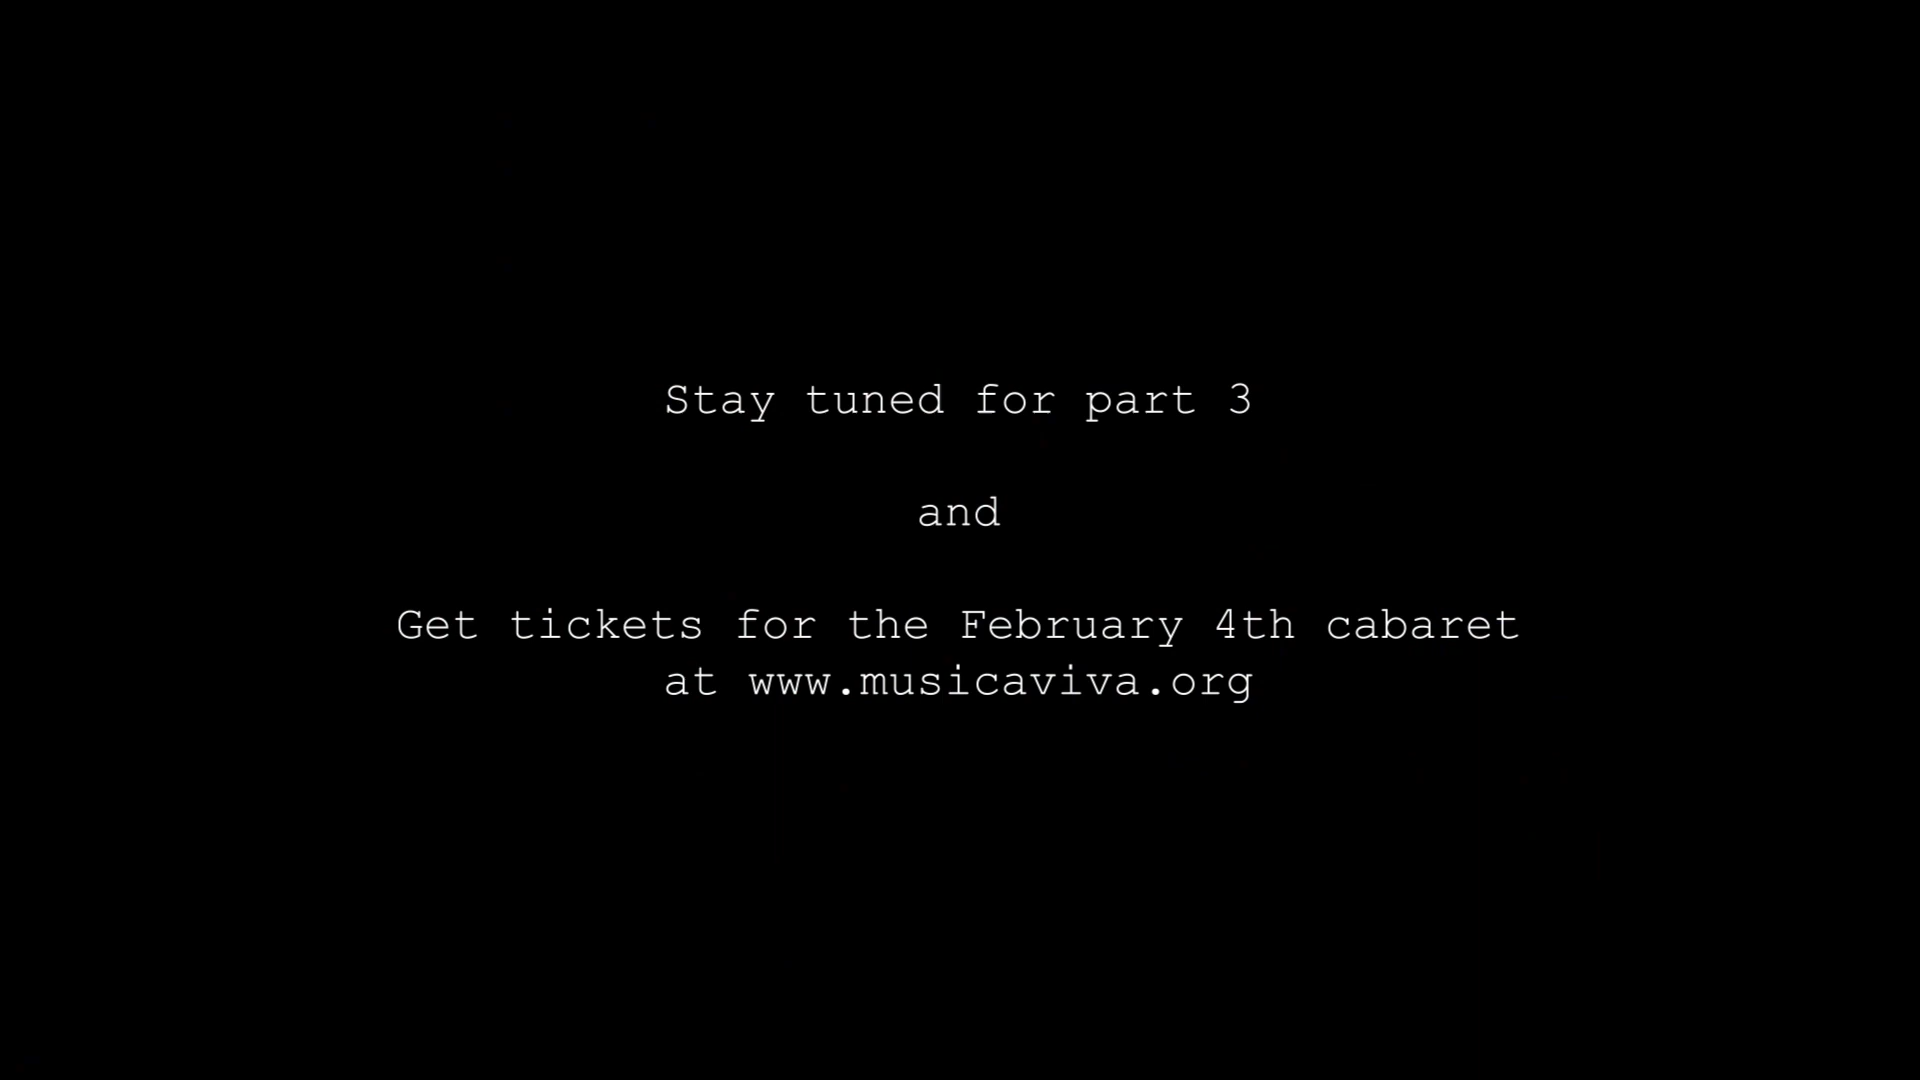 Stay tuned for part 3
and
Get tickets for the February 4th cabaret
at www.musicaviva.org